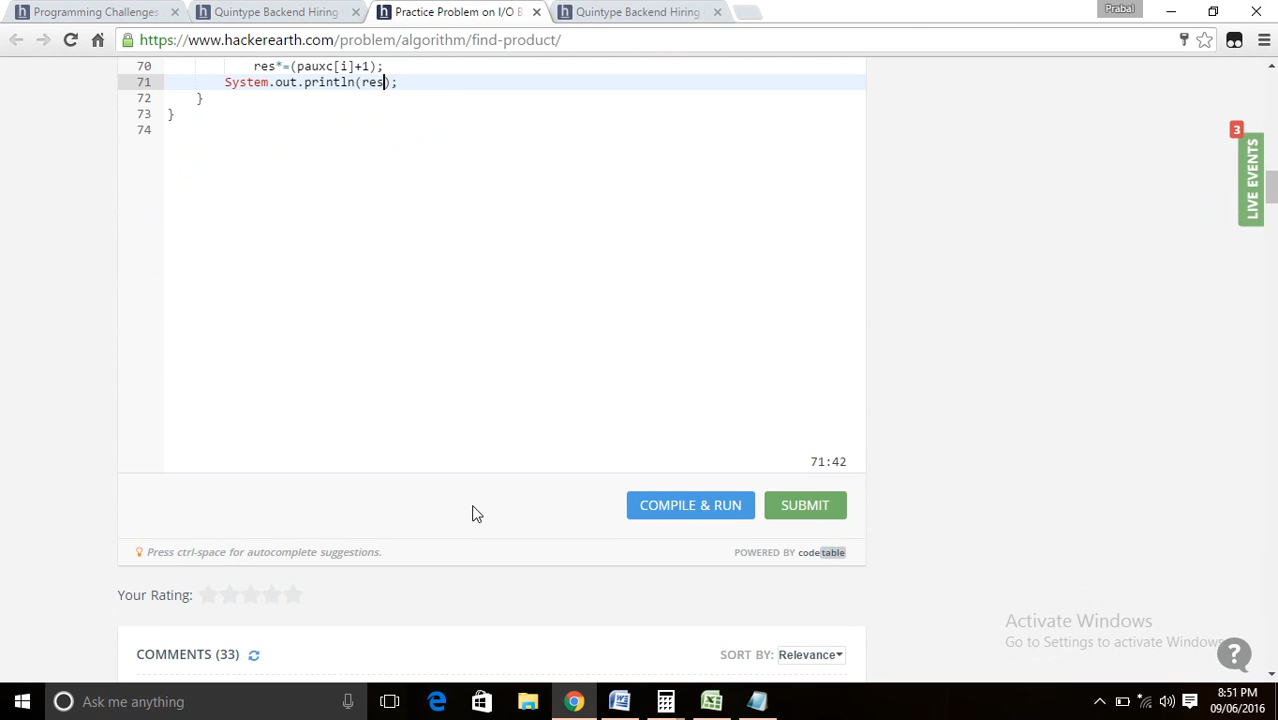 Programming Challenges
Quintype Backend Hiring
Practice Problem on I/O B
Quintype Backend Hiring
Prabal
https://www.hackerearth.com/problem/algorithm/find-product/
70 res*=(pauxc[i]+1);
71 System.out.println(res);
72 }
73 }
74
3
LIVE EVENTS
71:42
COMPILE & RUN
SUBMIT
Press ctrl-space for autocomplete suggestions.
POWERED BY codetable
Your Rating:
COMMENTS (33)
SORT BY: Relevance
Activate Windows
Go to Settings to activate Windows.
?
Ask me anything
8:51 PM
09/06/2016